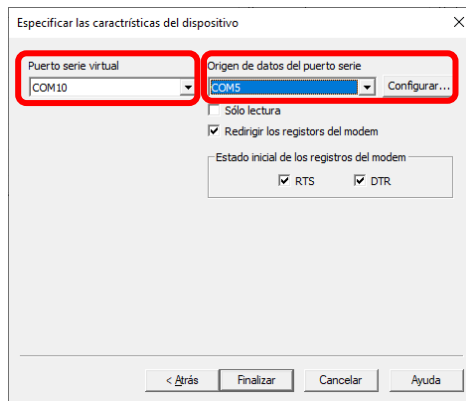 Especificar las caractrísticas del dispositivo
Puerto serie virtual
COM10
Origen de datos del puerto serie
COM5
Configurar...
Sólo lectura
Redirigir los registors del modem
Estado inicial de los registros del modem
RTS DTR
< Atrás Finalizar Cancelar Ayuda